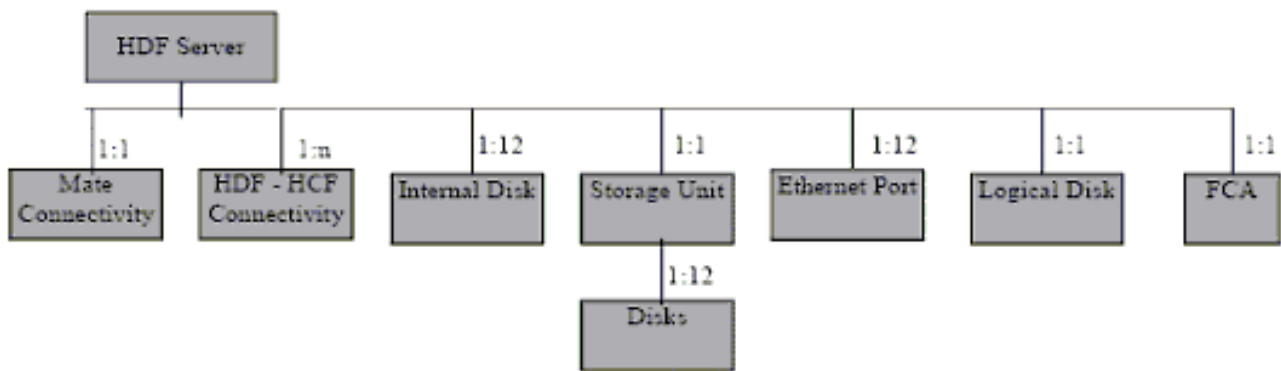 HDF Server
1:1
1:n
1:12
1:1
1:12
1:1
1:1
Mate
Connectivity
HDF - HCF
Connectivity
Internal Disk
Storage Unit
Ethernet Port
Logical Disk
FCA
1:12
Disks